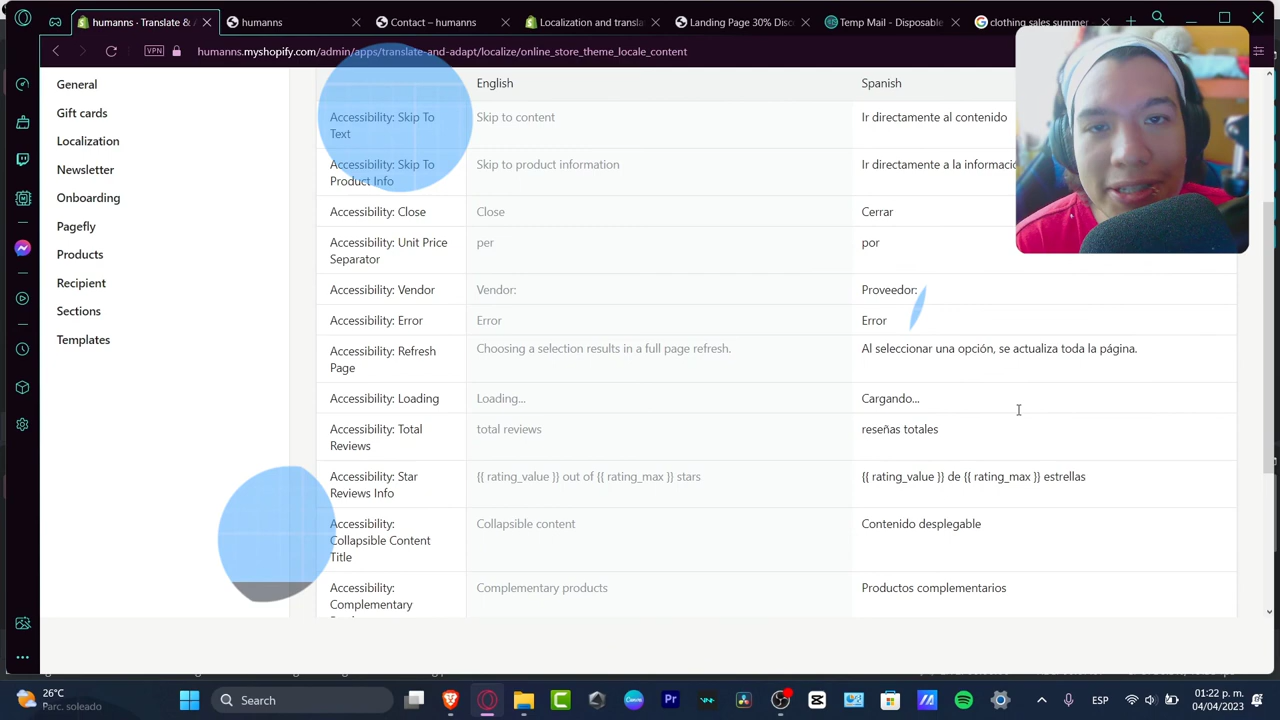 humanns · Translate & A
humanns
Contact – humanns
Localization and transla
Landing Page 30% Disc
Temp Mail - Disposable
clothing sales summer
VPN
humanns.myshopify.com/admin/apps/translate-and-adapt/localize/online_store_theme_locale_content
General
Gift cards
Localization
Newsletter
Onboarding
Pagefly
Products
Recipient
Sections
Templates
English
Spanish
Accessibility: Skip To
Text
Skip to content
Ir directamente al contenido
Accessibility: Skip To
Product Info
Skip to product information
Ir directamente a la informació
Accessibility: Close
Close
Cerrar
Accessibility: Unit Price
Separator
per
por
Accessibility: Vendor
Vendor:
Proveedor:
Accessibility: Error
Error
Error
Accessibility: Refresh
Page
Choosing a selection results in a full page refresh.
Al seleccionar una opción, se actualiza toda la página.
Accessibility: Loading
Loading...
Cargando...
Accessibility: Total
Reviews
total reviews
reseñas totales
Accessibility: Star
Reviews Info
{{ rating_value }} out of {{ rating_max }} stars
{{ rating_value }} de {{ rating_max }} estrellas
Accessibility:
Collapsible Content
Title
Collapsible content
Contenido desplegable
Accessibility:
Complementary
Complementary products
Productos complementarios
26°C
Parc. soleado
Search
Pr
ESP
01:22 p. m.
04/04/2023